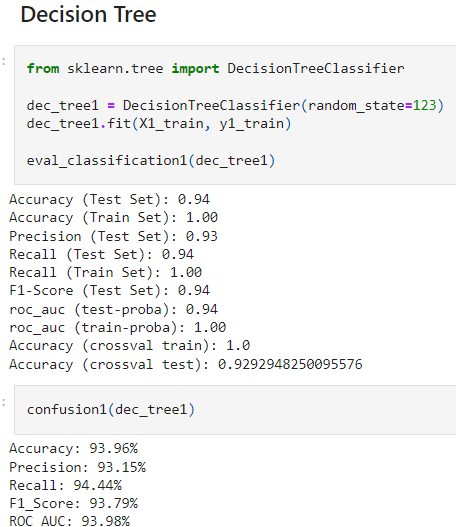 Decision Tree
:
from sklearn.tree import DecisionTreeClassifier
dec_tree1 = DecisionTreeClassifier(random_state=123)
dec_tree1.fit(X1_train, y1_train)
eval_classification1(dec_tree1)
Accuracy (Test Set): 0.94
Accuracy (Train Set): 1.00
Precision (Test Set): 0.93
Recall (Test Set): 0.94
Recall (Train Set): 1.00
F1-Score (Test Set): 0.94
roc_auc (test-proba): 0.94
roc_auc (train-proba): 1.00
Accuracy (crossval train): 1.0
Accuracy (crossval test): 0.9292948250095576
:
confusion1(dec_tree1)
Accuracy: 93.96%
Precision: 93.15%
Recall: 94.44%
F1_Score: 93.79%
ROC AUC: 93.98%